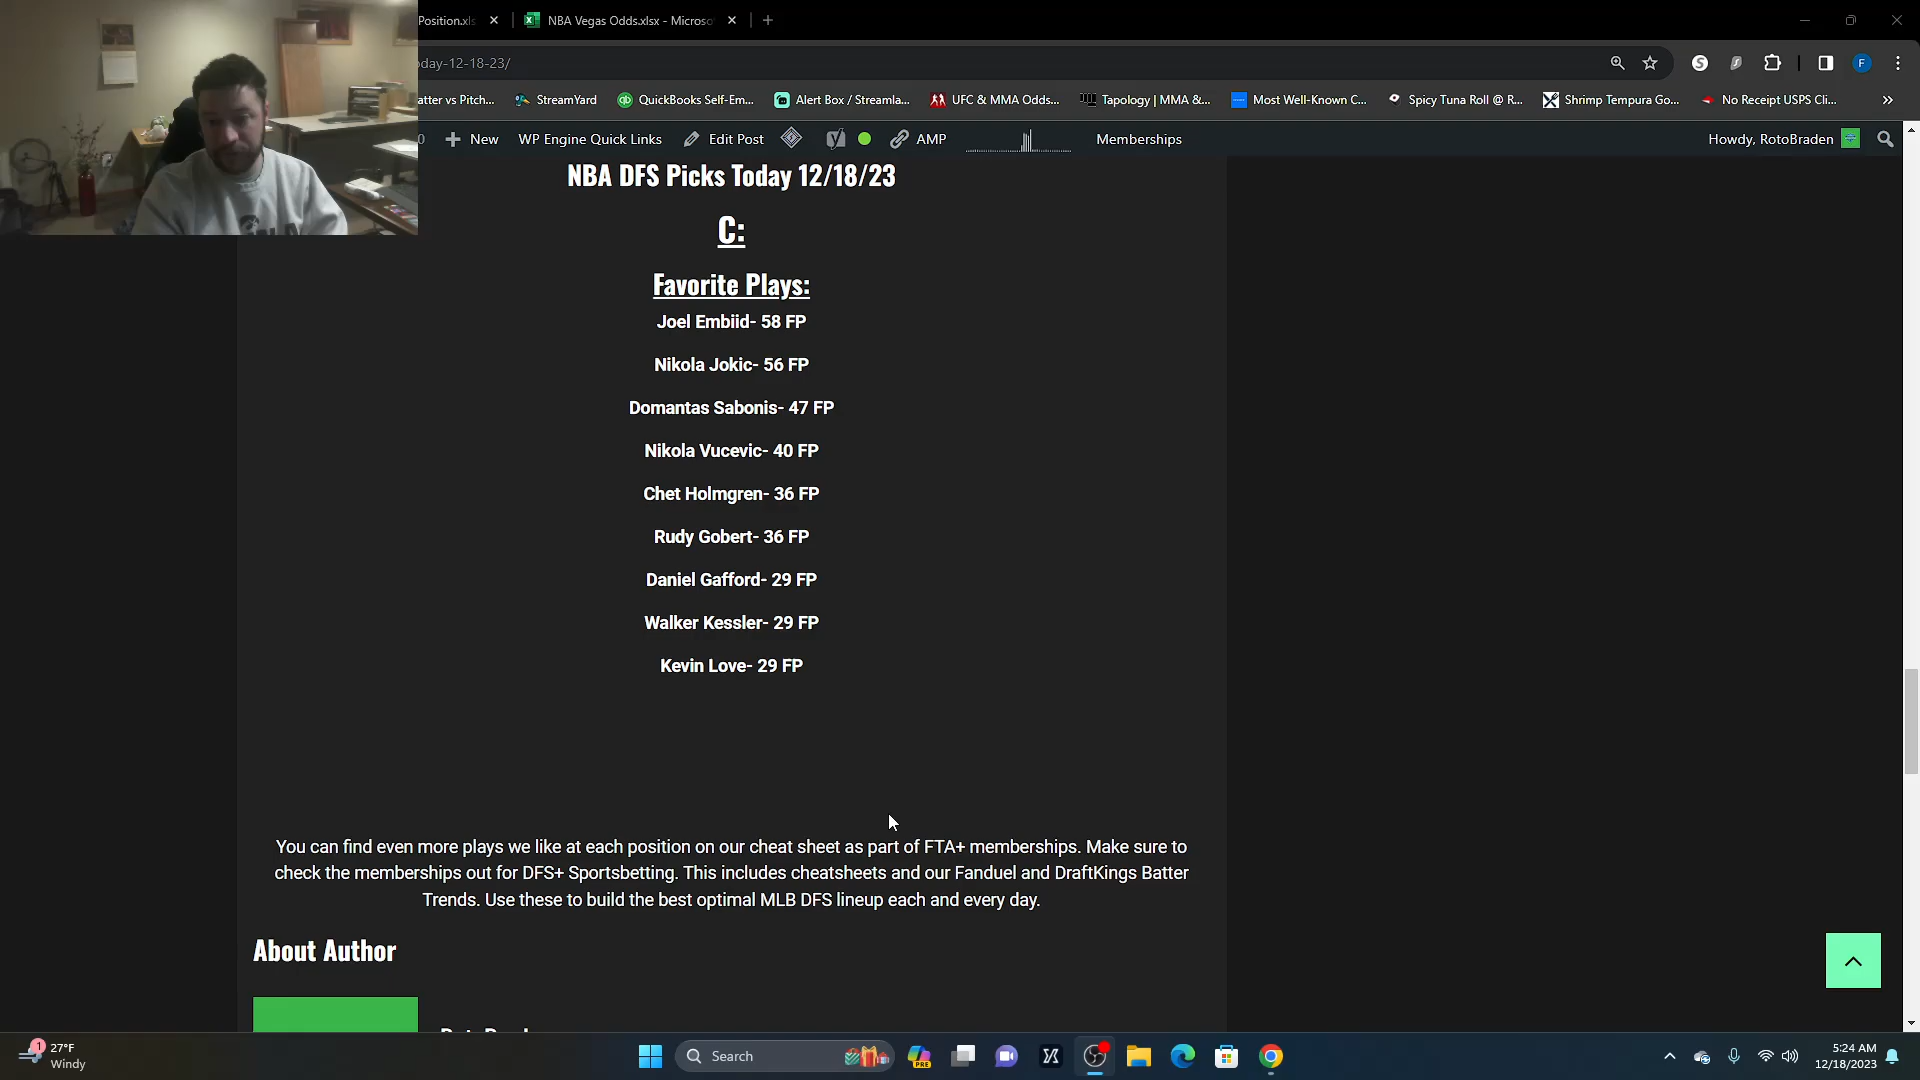 Position.xls
NBA Vegas Odds.xlsx - Microso
day-12-18-23/
F
atter vs Pitch...
StreamYard
QuickBooks Self-Em...
Alert Box / Streamla...
UFC & MMA Odds...
Tapology | MMA &...
Most Well-Known C...
Spicy Tuna Roll @ R...
Shrimp Tempura Go...
No Receipt USPS Cli...
0
New
WP Engine Quick Links
Edit Post
AMP
Memberships
Howdy, RotoBraden
NBA DFS Picks Today 12/18/23
C:
Favorite Plays:
Joel Embiid- 58 FP
Nikola Jokic- 56 FP
Domantas Sabonis- 47 FP
Nikola Vucevic- 40 FP
Chet Holmgren- 36 FP
Rudy Gobert- 36 FP
Daniel Gafford- 29 FP
Walker Kessler- 29 FP
Kevin Love- 29 FP
You can find even more plays we like at each position on our cheat sheet as part of FTA+ memberships. Make sure to
check the memberships out for DFS+ Sportsbetting. This includes cheatsheets and our Fanduel and DraftKings Batter
Trends. Use these to build the best optimal MLB DFS lineup each and every day.
About Author
1
27°F
Windy
Search
PRE
5:24 AM
12/18/2023